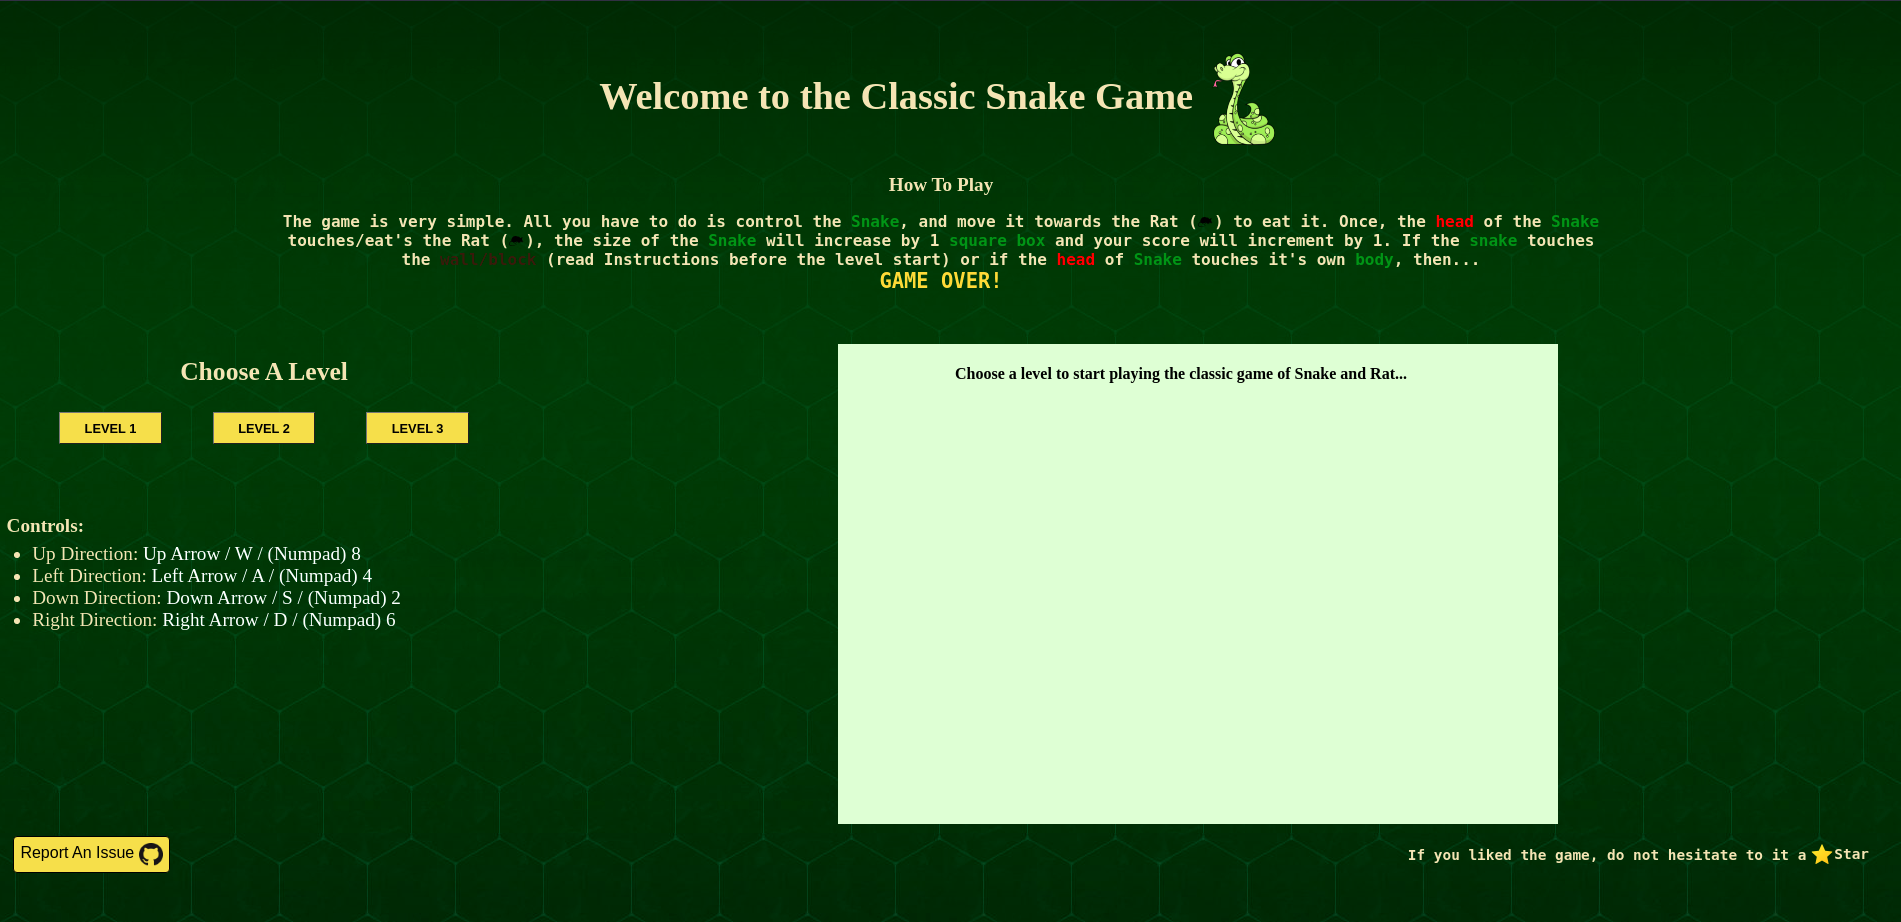 Welcome to the Classic Snake Game
How To Play
The game is very simple. All you have to do is control the Snake, and move it towards the Rat ( ) to eat it. Once, the head of the Snake
touches/eat's the Rat ( ), the size of the Snake will increase by 1 square box and your score will increment by 1. If the snake touches
the wall/block (read Instructions before the level start) or if the head of Snake touches it's own body, then...
GAME OVER!
Choose A Level
LEVEL 1 LEVEL 2 LEVEL 3
Choose a level to start playing the classic game of Snake and Rat...
Controls:
Up Direction: Up Arrow / W / (Numpad) 8
Left Direction: Left Arrow / A / (Numpad) 4
Down Direction: Down Arrow / S / (Numpad) 2
Right Direction: Right Arrow / D / (Numpad) 6
Report An Issue
If you liked the game, do not hesitate to it a Star